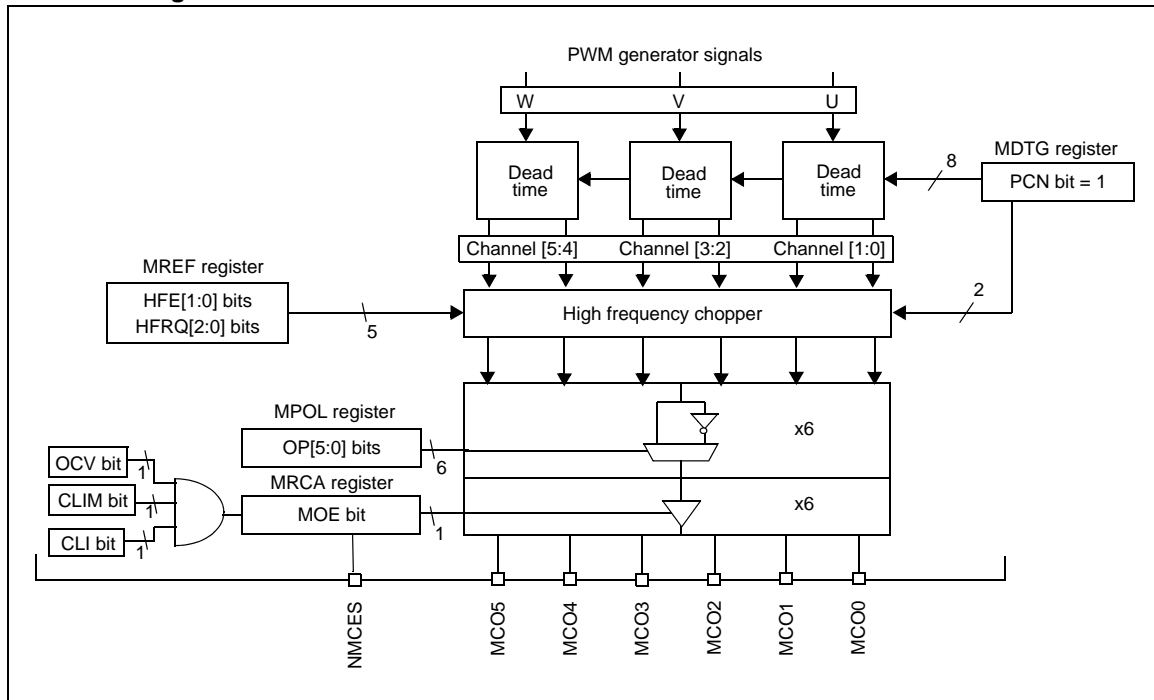 PWM generator signals
W V U
MDTG register
Dead time
Dead time
Dead time
8
PCN bit = 1
Channel [5:4] Channel [3:2] Channel [1:0]
MREF register
HFE[1:0] bits
HFRQ[2:0] bits
5
High frequency chopper
2
MPOL register
OP[5:0] bits
6
x6
OCV bit
1
CLIM bit
1
CLI bit
1
MRCA register
MOE bit
1
x6
NMCES
MCO5
MCO4
MCO3
MCO2
MCO1
MCO0